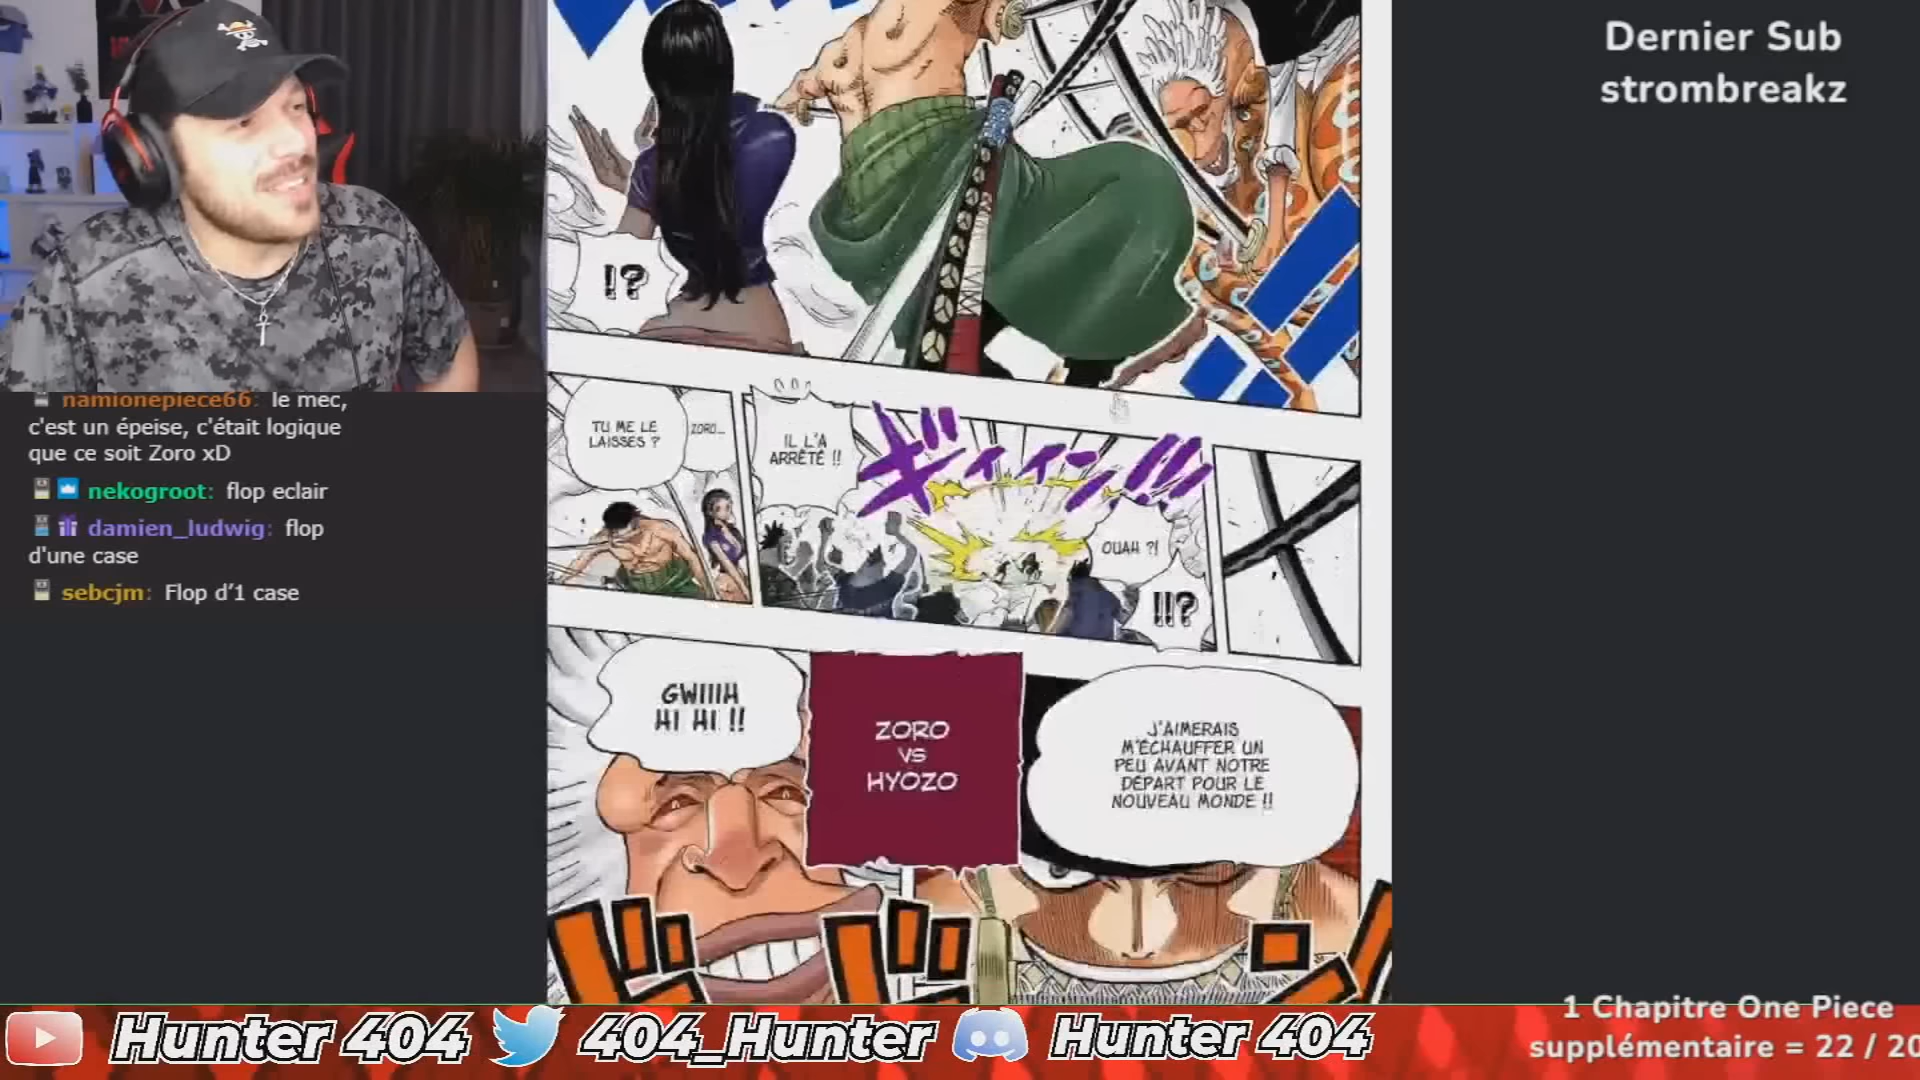 Dernier Sub
strombreakz
!?
TU ME LE
LAISSES ?
ZORO...
IL L'A
ARRÊTÉ !!
ギィィン!!!
OUAH ?!
!!?
GWIIIH
HI HI !!
ZORO
VS
HYOZO
J'AIMERAIS
M'ÉCHAUFFER UN
PEU AVANT NOTRE
DÉPART POUR LE
NOUVEAU MONDE !!
namionepiece66: le mec,
c'est un épeise, c'était logique
que ce soit Zoro xD
nekogroot: flop eclair
damien_ludwig: flop
d'une case
sebcjm: Flop d'1 case
Hunter 404
404_Hunter
Hunter 404
1 Chapitre One Piece
supplémentaire = 22 / 20